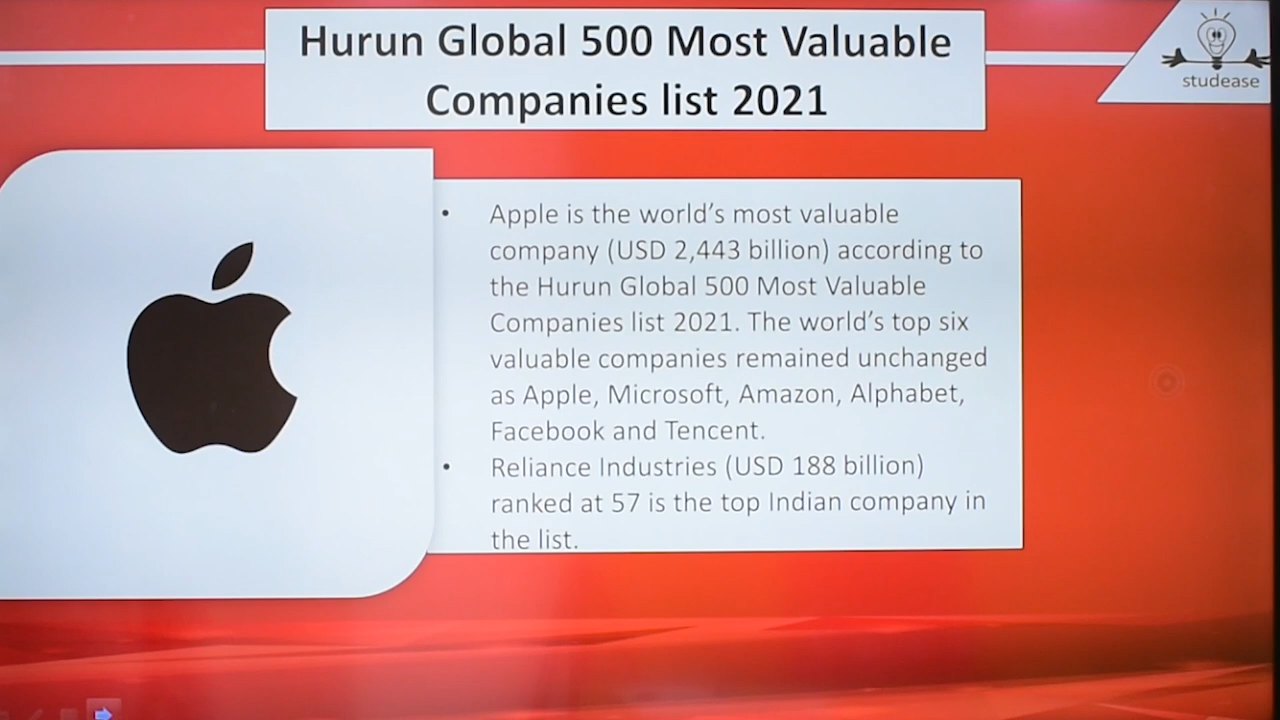 Hurun Global 500 Most Valuable
Companies list 2021
studease
• Apple is the world's most valuable
company (USD 2,443 billion) according to
the Hurun Global 500 Most Valuable
Companies list 2021. The world's top six
valuable companies remained unchanged
as Apple, Microsoft, Amazon, Alphabet,
Facebook and Tencent.
• Reliance Industries (USD 188 billion)
ranked at 57 is the top Indian company in
the list.